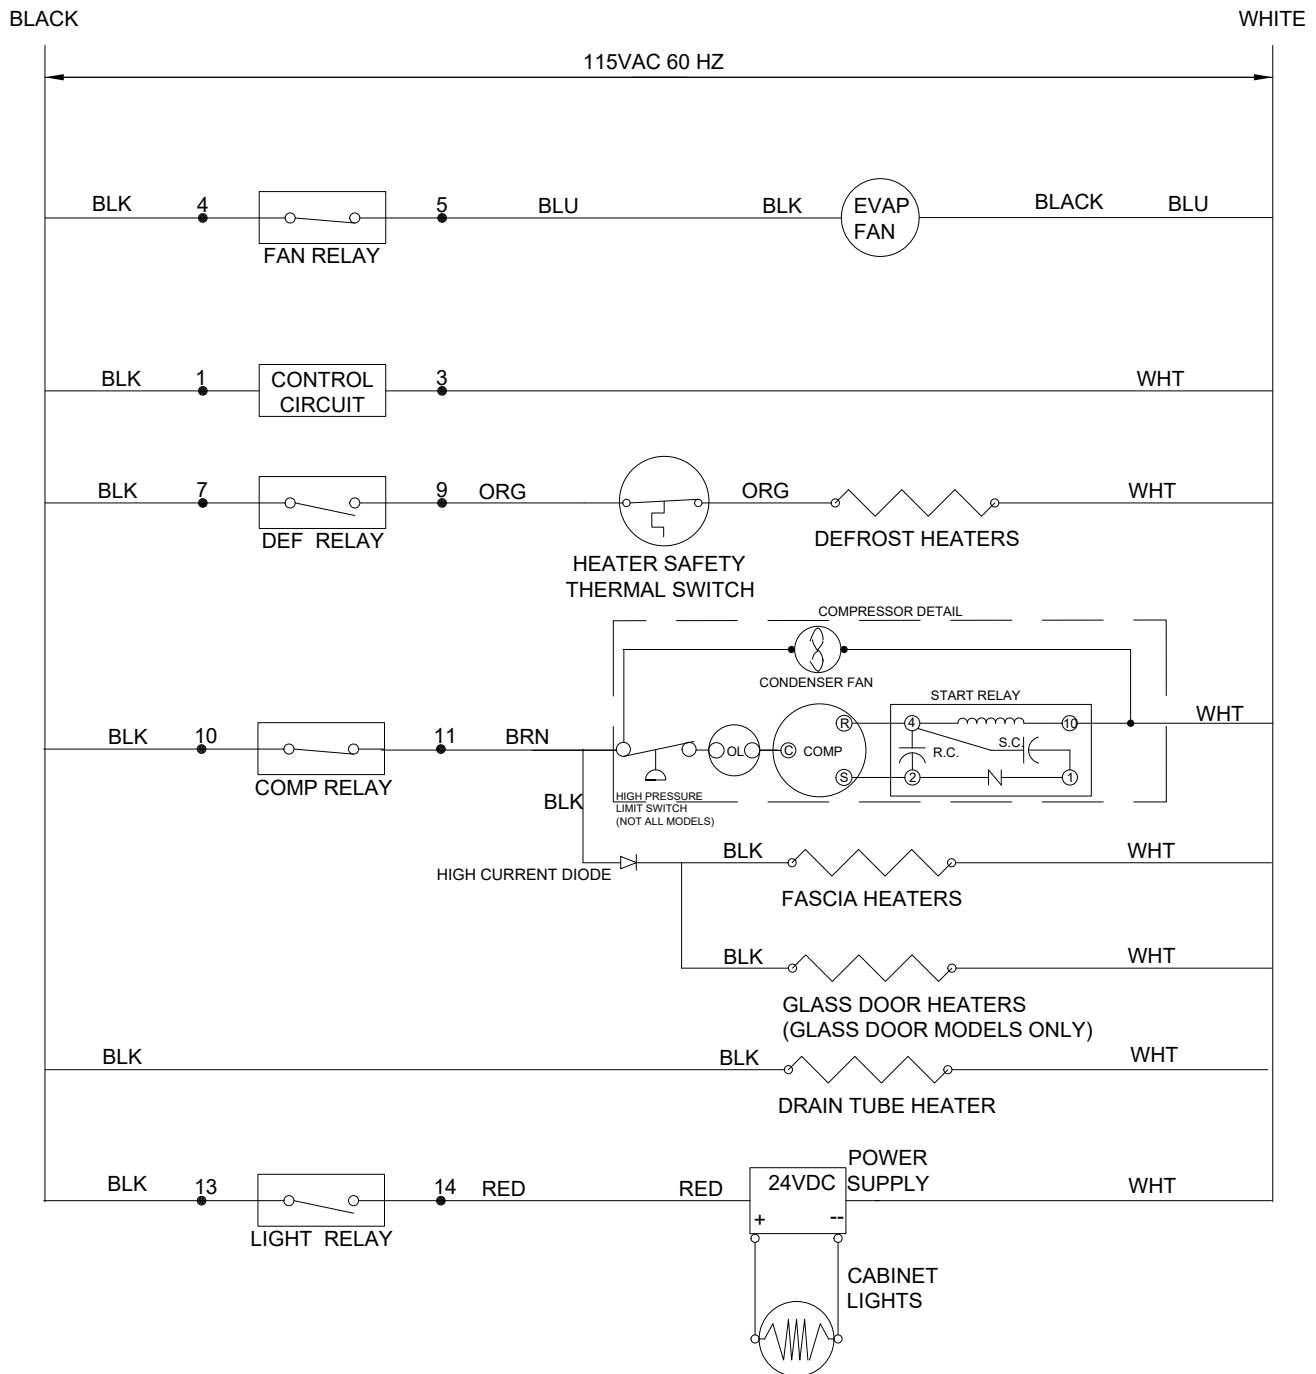 BLACK
WHITE
115VAC 60 HZ
BLK
4
5
BLU
BLK
EVAP
FAN
BLACK
BLU
FAN RELAY
BLK
1
CONTROL
CIRCUIT
3
WHT
BLK
7
9
ORG
ORG
WHT
DEF RELAY
HEATER SAFETY
THERMAL SWITCH
DEFROST HEATERS
COMPRESSOR DETAIL
CONDENSER FAN
START RELAY
BLK
10
11
BRN
OL
C
COMP
R
S
4
10
R.C.
S.C.
2
N
1
WHT
COMP RELAY
BLK
HIGH PRESSURE
LIMIT SWITCH
(NOT ALL MODELS)
HIGH CURRENT DIODE
BLK
WHT
FASCIA HEATERS
BLK
WHT
GLASS DOOR HEATERS
(GLASS DOOR MODELS ONLY)
BLK
BLK
WHT
DRAIN TUBE HEATER
BLK
13
14
RED
RED
24VDC
+
--
POWER
SUPPLY
WHT
LIGHT RELAY
CABINET
LIGHTS